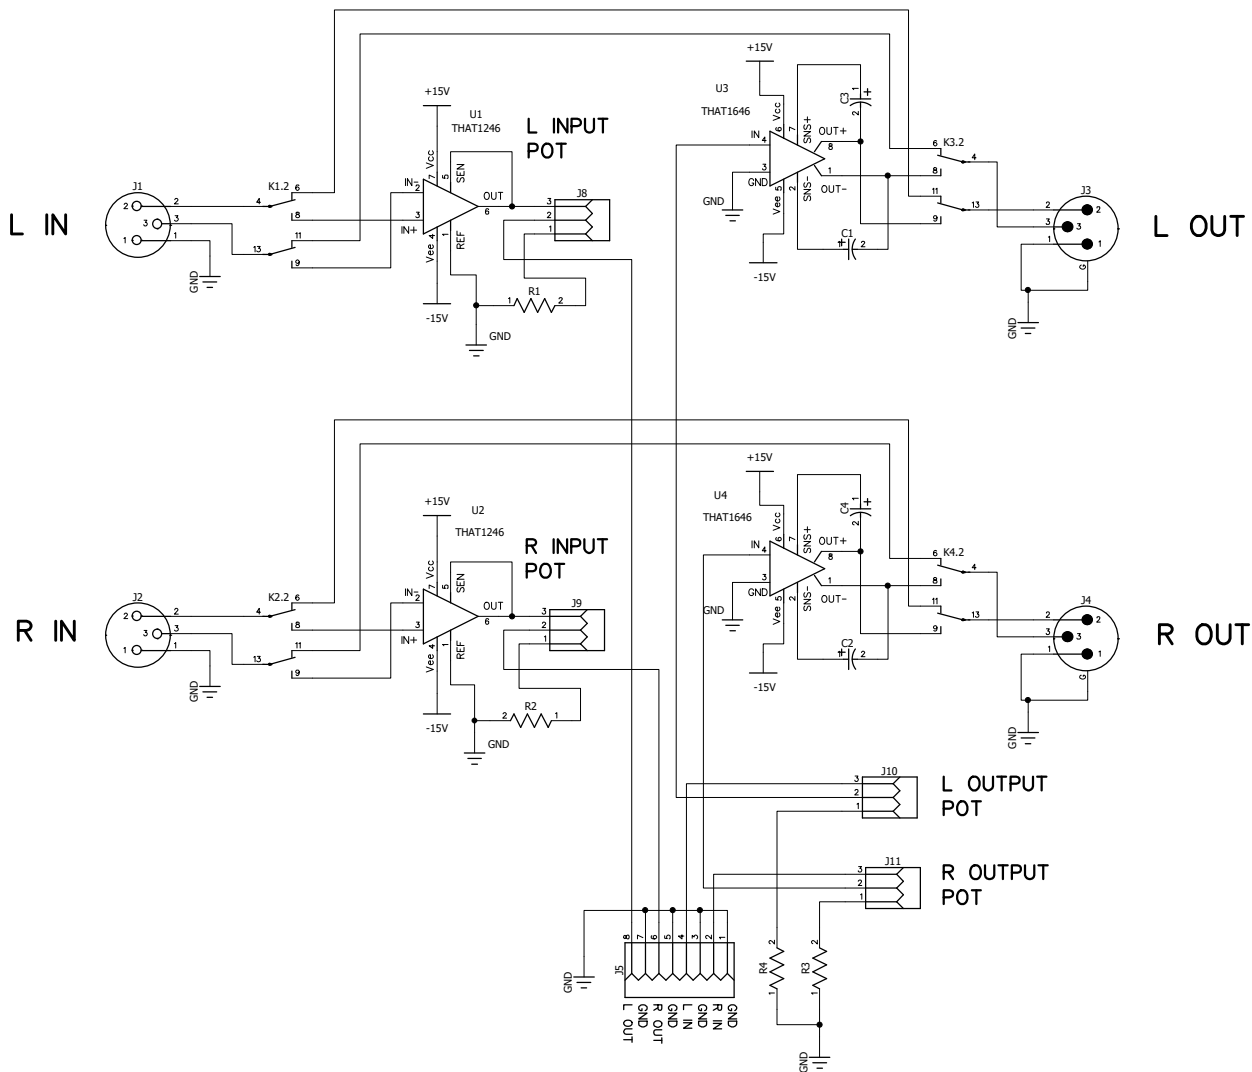 +15V
U1
THAT1246
L INPUT
POT
L IN
J1
2
3
1
2
3
1
GND
K1.2
4
6
8
13
11
9
IN-
2
3
IN+
7
Vcc
5
SEN
OUT
6
Vee
4
1
REF
-15V
GND
J8
3
2
1
R1
1
2
+15V
U3
THAT1646
IN
4
3
GND
GND
6
Vcc
7
SNS+
OUT+
8
1
OUT-
Vee
5
2
SNS-
-15V
C3
1
+
2
C1
+
1
2
K3.2
6
4
8
11
13
9
J3
2
3
1
2
3
1
G
GND
L OUT
+15V
U2
THAT1246
R INPUT
POT
R IN
J2
2
3
1
2
3
1
GND
K2.2
4
6
8
13
11
9
IN-
2
3
IN+
7
Vcc
5
SEN
OUT
6
Vee
4
1
REF
-15V
GND
J9
3
2
1
R2
2
1
+15V
U4
THAT1646
IN
4
3
GND
GND
6
Vcc
7
SNS+
OUT+
8
1
OUT-
Vee
5
2
SNS-
-15V
C4
1
+
2
C2
+
1
2
K4.2
6
4
8
11
13
9
J4
2
3
1
2
3
1
G
GND
R OUT
J10
3
2
1
L OUTPUT
POT
J11
3
2
1
R OUTPUT
POT
GND
J5
8
7
6
5
4
3
2
1
L OUT
GND
R OUT
GND
L IN
GND
R IN
GND
R4
2
1
R3
2
1
GND